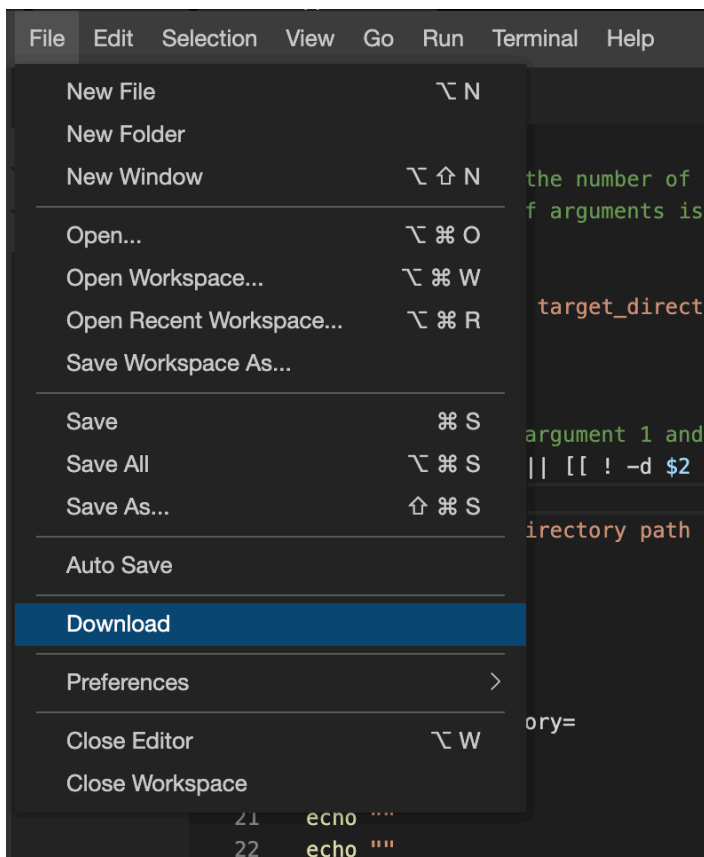 File Edit Selection View Go Run Terminal Help
New File ⌥ N
New Folder
New Window ⌥ ⇧ N
the number of
f arguments is
Open... ⌥ ⌘ O
Open Workspace... ⌥ ⌘ W
Open Recent Workspace... ⌥ ⌘ R
target_direct
Save Workspace As...
Save ⌘ S
argument 1 and
Save All ⌥ ⌘ S
|| [[ ! -d $2
Save As... ⇧ ⌘ S
irectory path
Auto Save
Download
Preferences >
ory=
Close Editor ⌥ W
Close Workspace
21 echo ""
22 echo ""